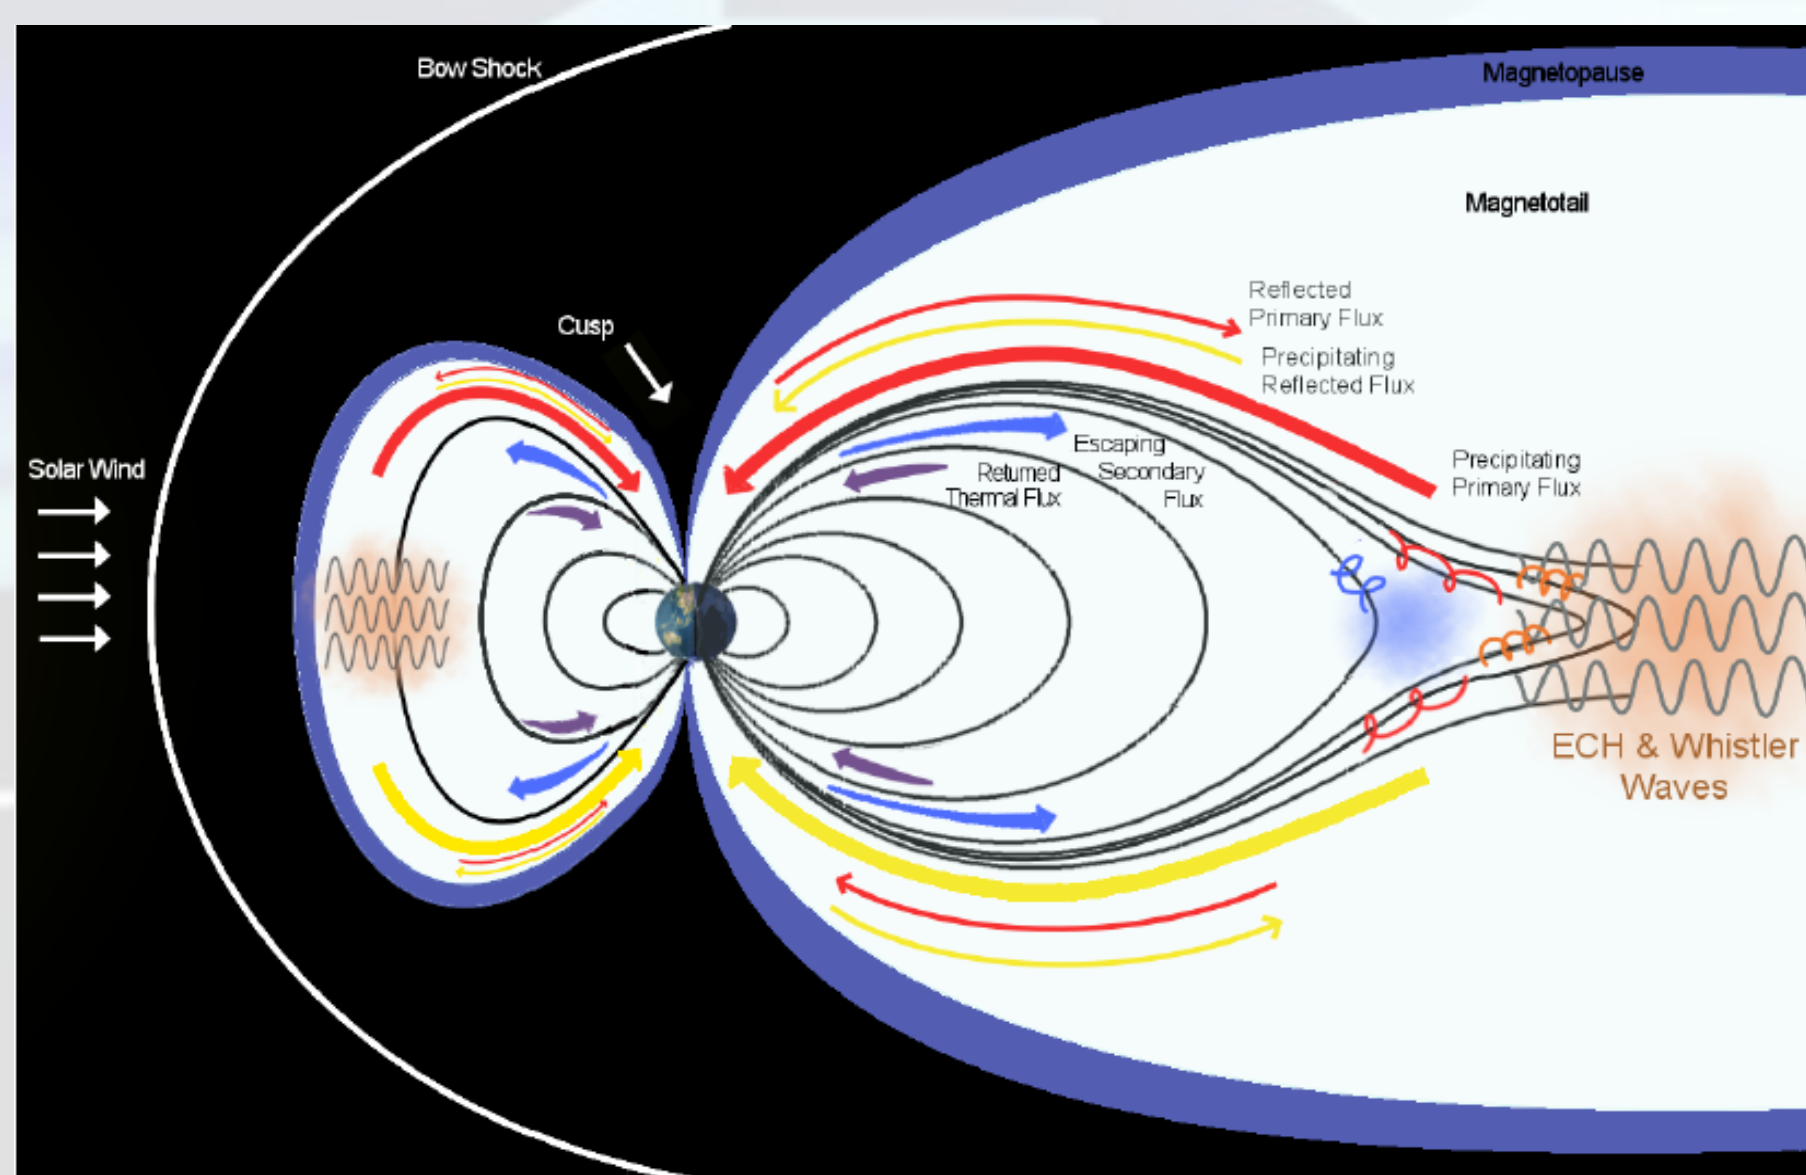 Bow Shock
Magnetopause
Magnetotail
Reflected
Primary Flux
Cusp
Precipitating
Reflected Flux
Escaping
Secondary
Flux
Returned
Thermal Flux
Precipitating
Primary Flux
Solar Wind
ECH & Whistler
Waves